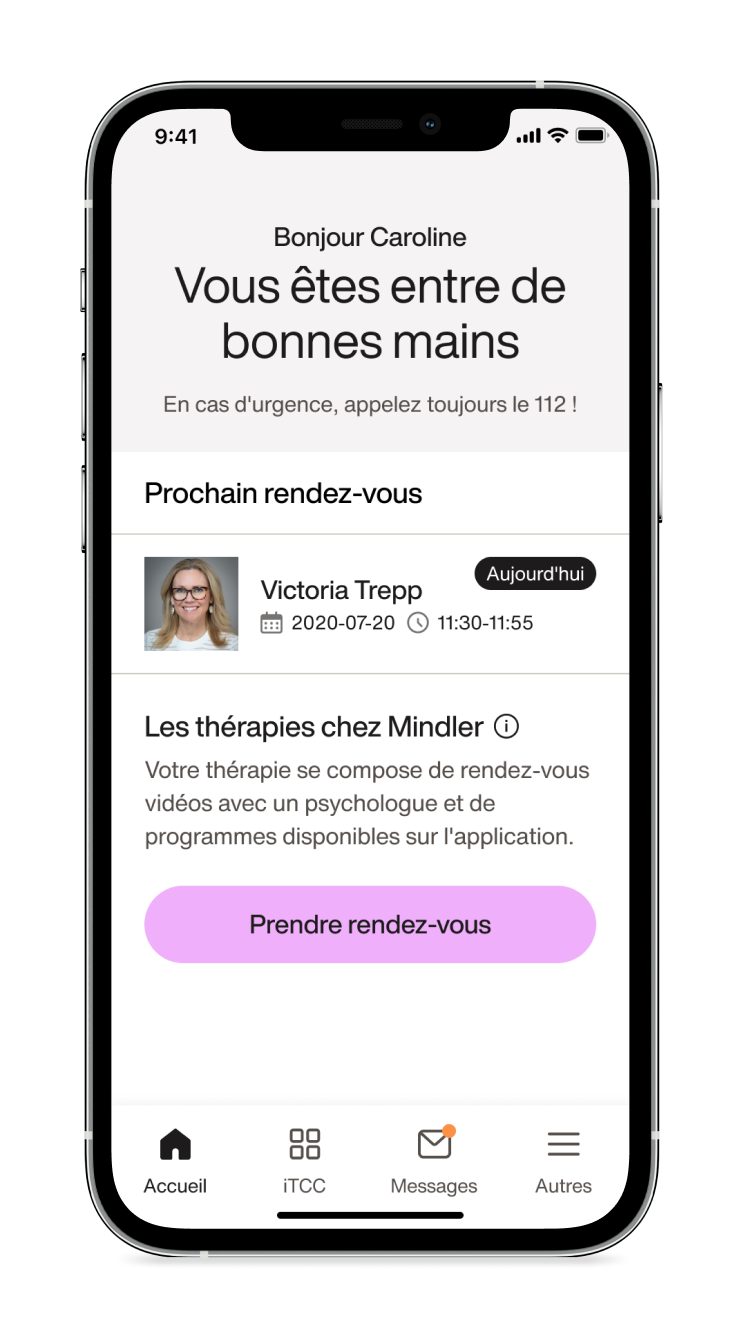 9:41
Bonjour Caroline
Vous êtes entre de
bonnes mains
En cas d'urgence, appelez toujours le 112 !
Prochain rendez-vous
Aujourd'hui
Victoria Trepp
2020-07-20 11:30-11:55
Les thérapies chez Mindler
Votre thérapie se compose de rendez-vous
vidéos avec un psychologue et de
programmes disponibles sur l'application.
Prendre rendez-vous
Accueil iTCC Messages Autres